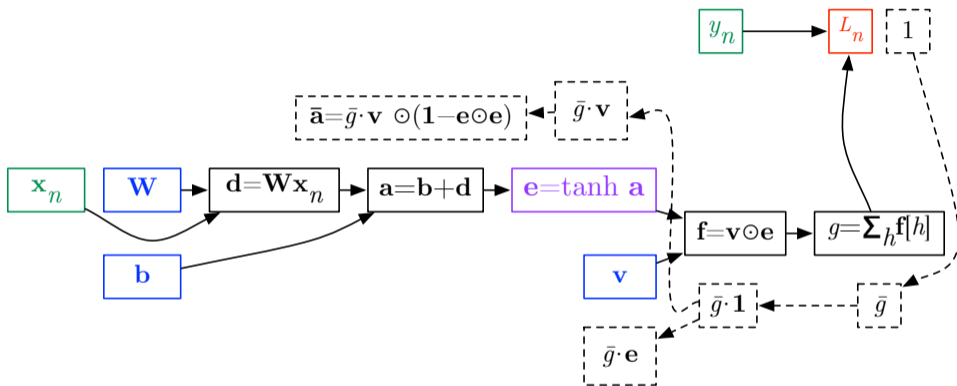 yₙ
Lₙ
1
ā=ḡ·v ⊙(1−e⊙e)
ḡ·v
xₙ
W
d=Wxₙ
a=b+d
e=tanh a
f=v⊙e
g=Σₕf[h]
b
v
ḡ·1
ḡ
ḡ·e